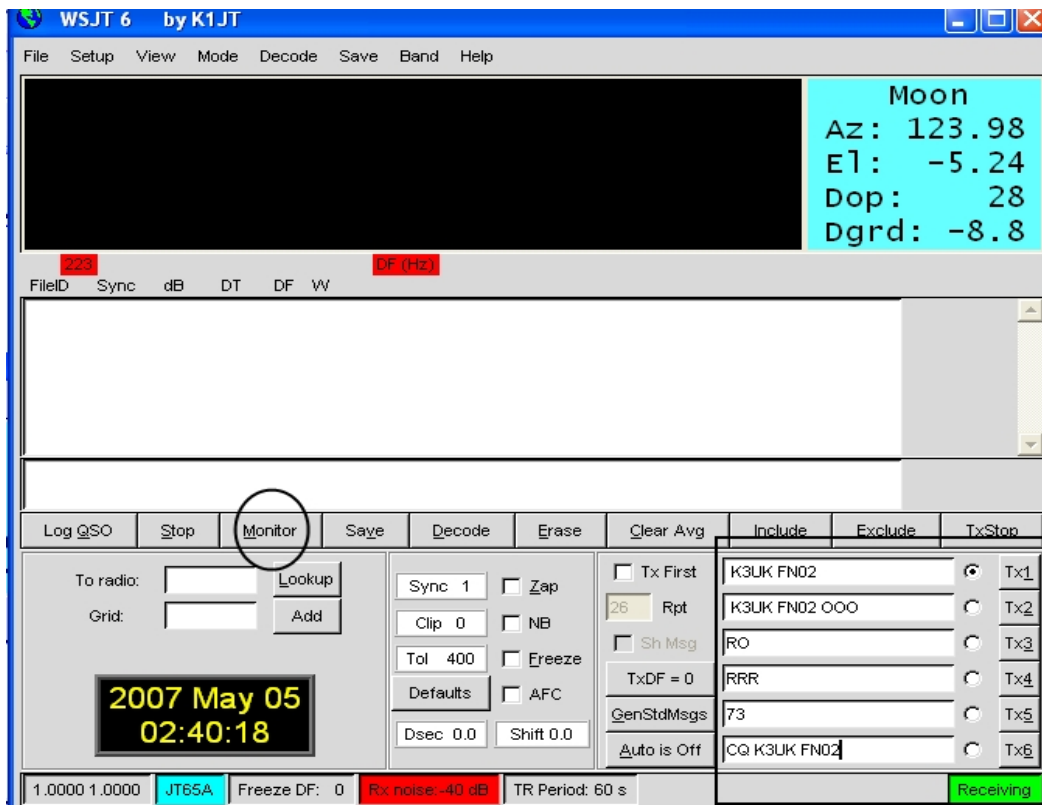 WSJT 6 by K1JT
File Setup View Mode Decode Save Band Help
Moon
Az: 123.98
El: -5.24
Dop: 28
Dgrd: -8.8
223 DF (Hz)
FileID Sync dB DT DF W
Log QSO Stop Monitor Save Decode Erase Clear Avg Include Exclude TxStop
To radio: Lookup
Grid: Add
2007 May 05
02:40:18
Sync 1 Zap
Clip 0 NB
Tol 400 Freeze
Defaults AFC
Dsec 0.0 Shift 0.0
Tx First
26 Rpt
Sh Msg
TxDF = 0
GenStdMsgs
Auto is Off
K3UK FN02 Tx1
K3UK FN02 OOO Tx2
RO Tx3
RRR Tx4
73 Tx5
CQ K3UK FN02 Tx6
1.0000 1.0000 JT65A Freeze DF: 0 Rx noise:-40 dB TR Period: 60 s Receiving